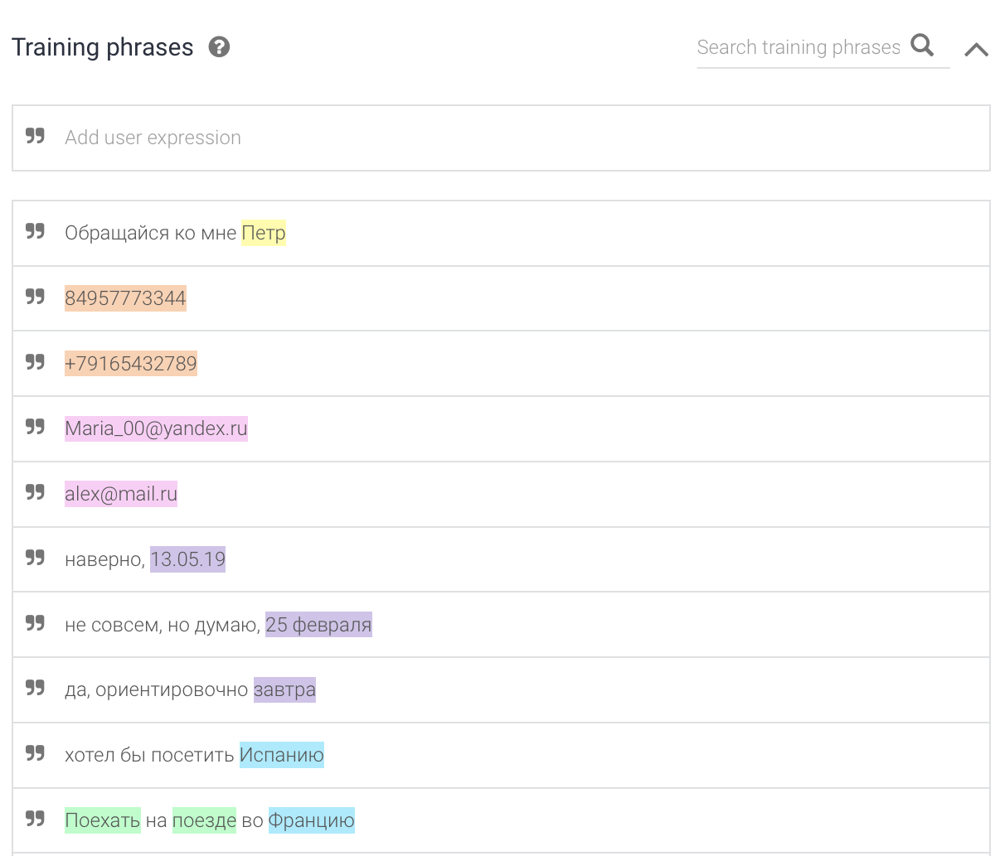 Training phrases ?
Search training phrases
Add user expression
Обращайся ко мне Петр
84957773344
+79165432789
Maria_00@yandex.ru
alex@mail.ru
наверно, 13.05.19
не совсем, но думаю, 25 февраля
да, ориентировочно завтра
хотел бы посетить Испанию
Поехать на поезде во Францию